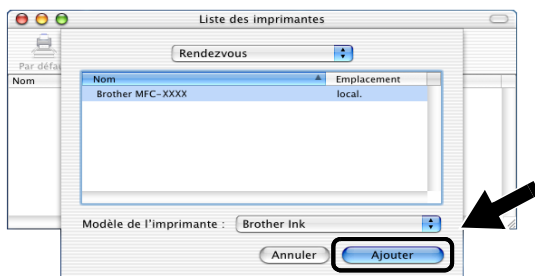 Liste des imprimantes
Rendezvous
Par défau
Nom
Nom Emplacement
Brother MFC-XXXX local.
Modèle de l'imprimante : Brother Ink
Annuler Ajouter